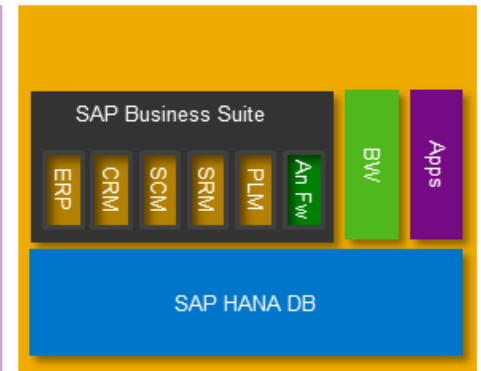 SAP Business Suite
ERP
CRM
SCM
SRM
PLM
An Fw
BW
Apps
SAP HANA DB